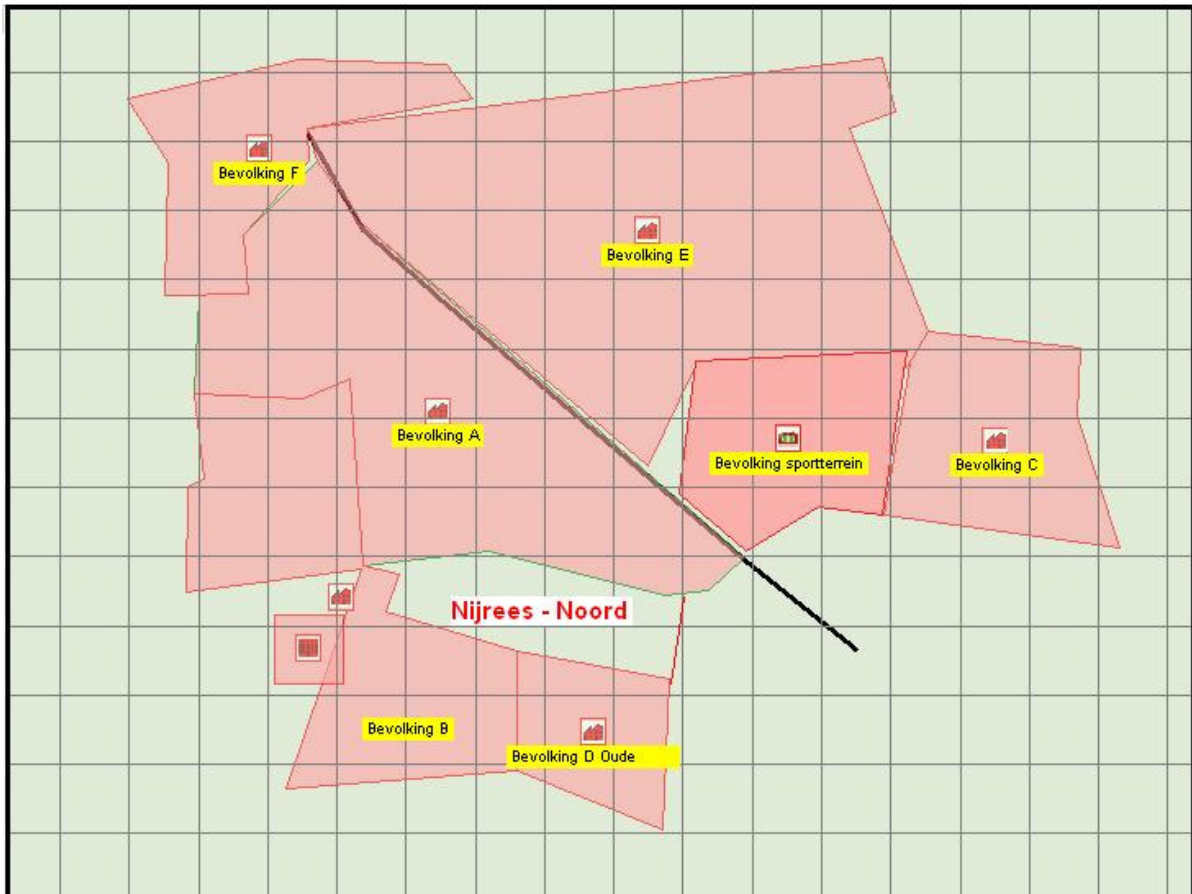 Bevolking F
Bevolking E
Bevolking A
Bevolking sportterrein
Bevolking C
Nijrees - Noord
Bevolking B
Bevolking D Oude